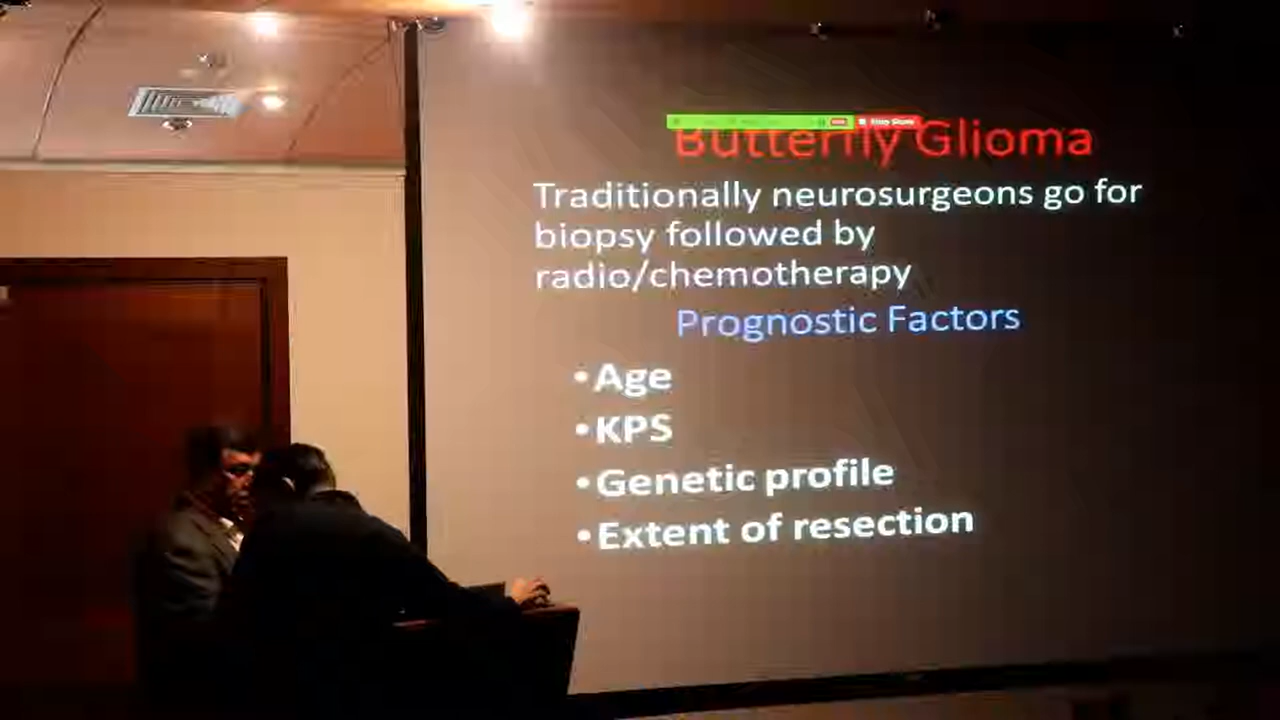 Butterfly Glioma
Traditionally neurosurgeons go for
biopsy followed by
radio/chemotherapy
Prognostic Factors
•Age
•KPS
•Genetic profile
•Extent of resection